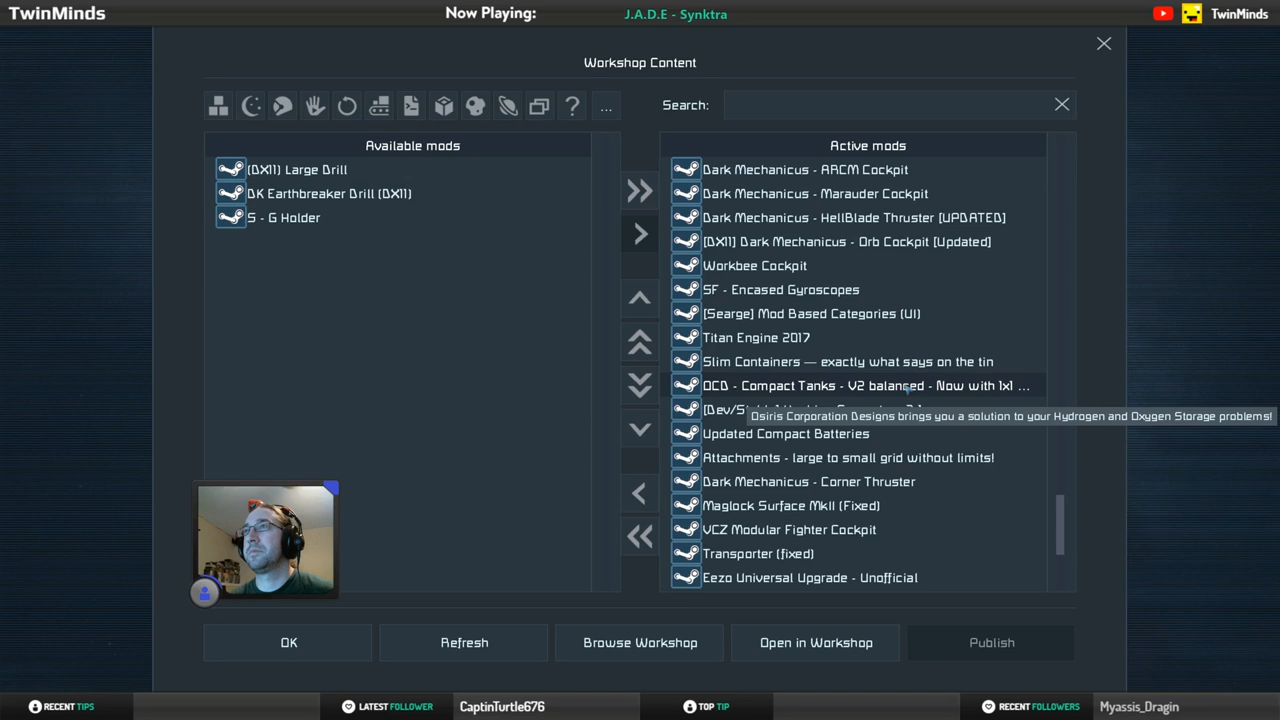 TwinMinds
Now Playing:
J.A.D.E - Synktra
TwinMinds
Workshop Content
? ...
Search:
Available mods
(DX11) Large Drill
DK Earthbreaker Drill (DX11)
S - G Holder
Active mods
Dark Mechanicus - ARCM Cockpit
Dark Mechanicus - Marauder Cockpit
Dark Mechanicus - HellBlade Thruster [UPDATED]
[DX11] Dark Mechanicus - Orb Cockpit [Updated]
Workbee Cockpit
SF - Encased Gyroscopes
[Searge] Mod Based Categories (UI)
Titan Engine 2017
Slim Containers — exactly what says on the tin
OCD - Compact Tanks - V2 balanced - Now with 1x1 ...
Osiris Corporation Designs brings you a solution to your Hydrogen and Oxygen Storage problems!
Updated Compact Batteries
Attachments - large to small grid without limits!
Dark Mechanicus - Corner Thruster
Maglock Surface MkII (Fixed)
VCZ Modular Fighter Cockpit
Transporter (fixed)
Eezo Universal Upgrade - Unofficial
OK
Refresh
Browse Workshop
Open in Workshop
Publish
RECENT TIPS
LATEST FOLLOWER
CaptinTurtle676
TOP TIP
RECENT FOLLOWERS
Myassis_Dragin